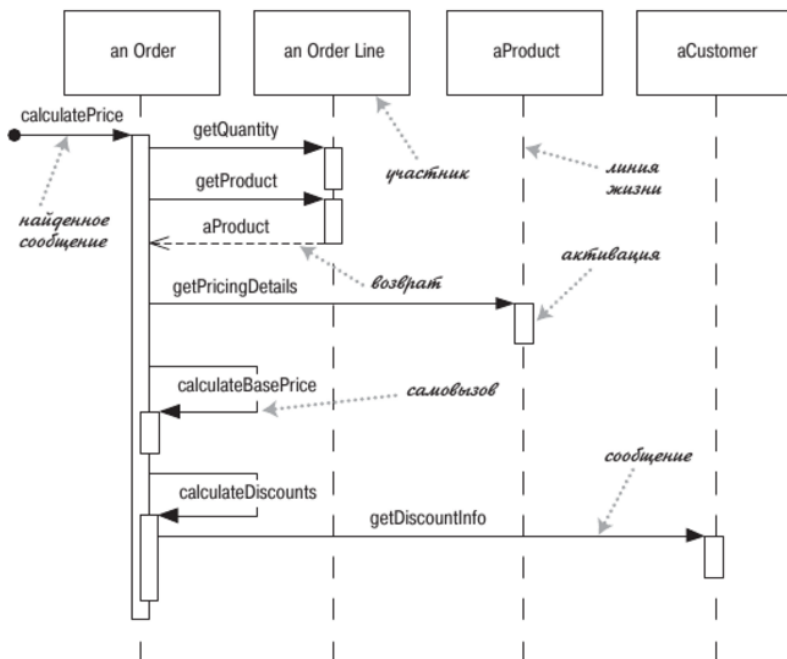 an Order
an Order Line
aProduct
aCustomer
calculatePrice
getQuantity
участник
линия
жизни
getProduct
найденное
сообщение
aProduct
возврат
активация
getPricingDetails
calculateBasePrice
самовызов
сообщение
calculateDiscounts
getDiscountInfo